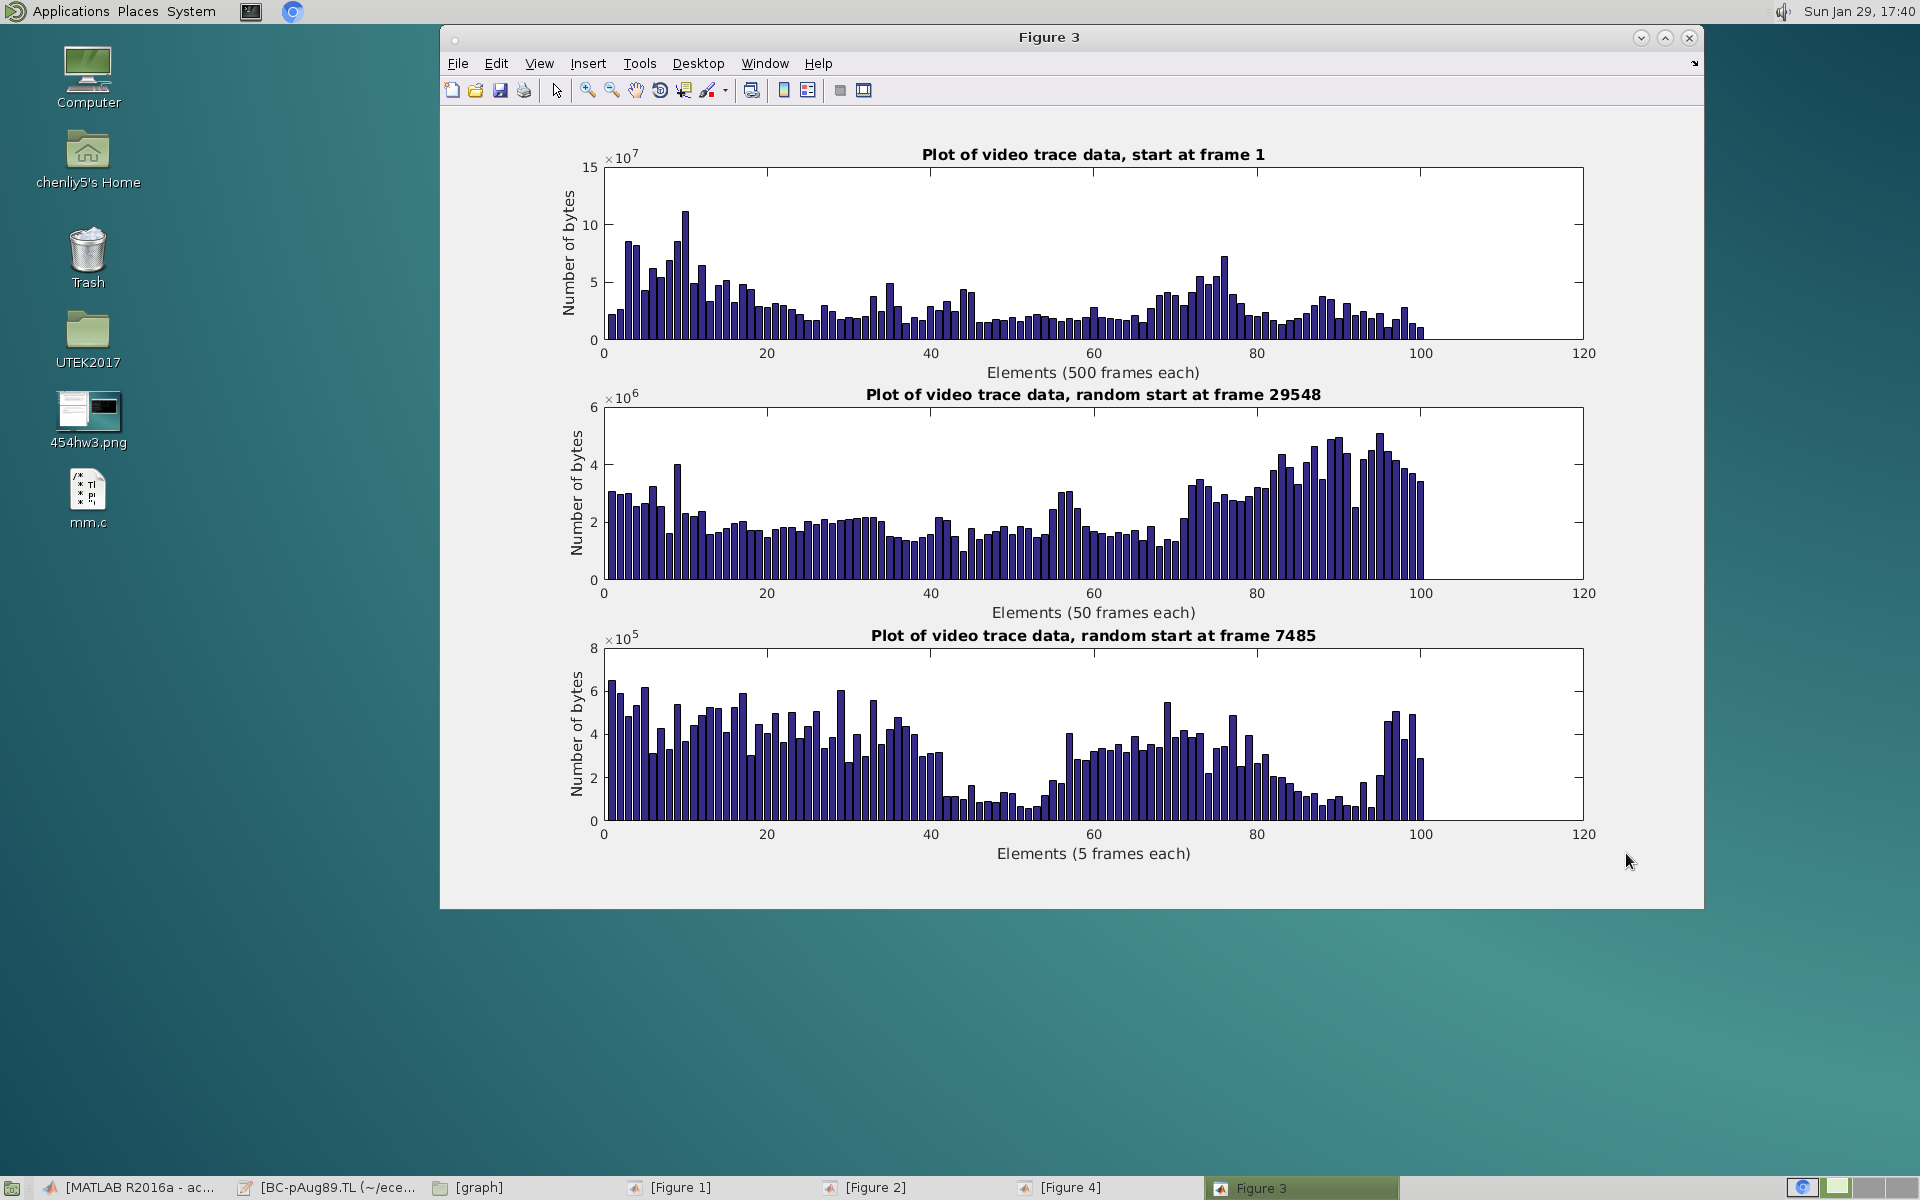 Applications Places System
Sun Jan 29, 17:40
Computer
chenliy5's Home
Trash
UTEK2017
454hw3.png
mm.c
Figure 3
File Edit View Insert Tools Desktop Window Help
Plot of video trace data, start at frame 1
×10^7
15
10
5
0
Number of bytes
0 20 40 60 80 100 120
Elements (500 frames each)
Plot of video trace data, random start at frame 29548
×10^6
6
4
2
0
Number of bytes
0 20 40 60 80 100 120
Elements (50 frames each)
Plot of video trace data, random start at frame 7485
×10^5
8
6
4
2
0
Number of bytes
0 20 40 60 80 100 120
Elements (5 frames each)
[MATLAB R2016a - ac... [BC-pAug89.TL (~/ece... [graph] [Figure 1] [Figure 2] [Figure 4] Figure 3